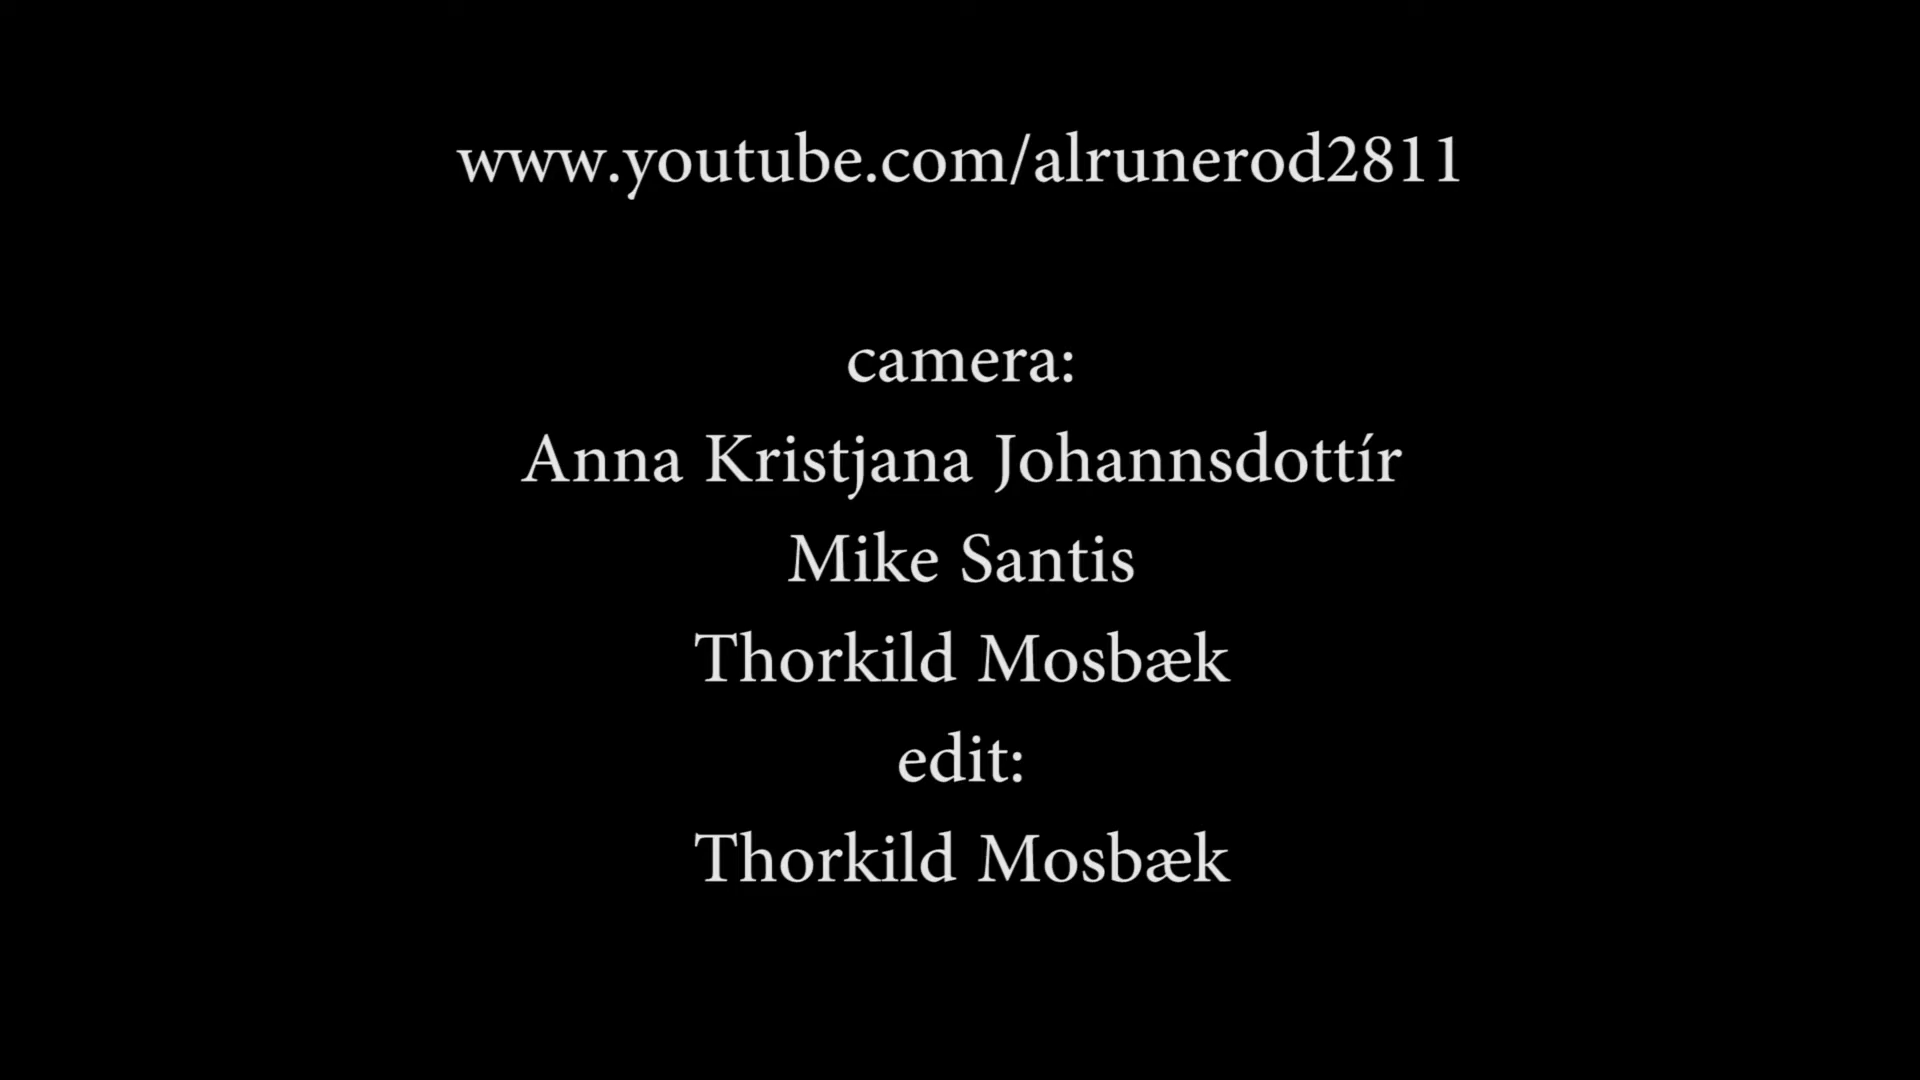 www.youtube.com/alrunerod2811
camera:
Anna Kristjana Johannsdottír
Mike Santis
Thorkild Mosbæk
edit:
Thorkild Mosbæk